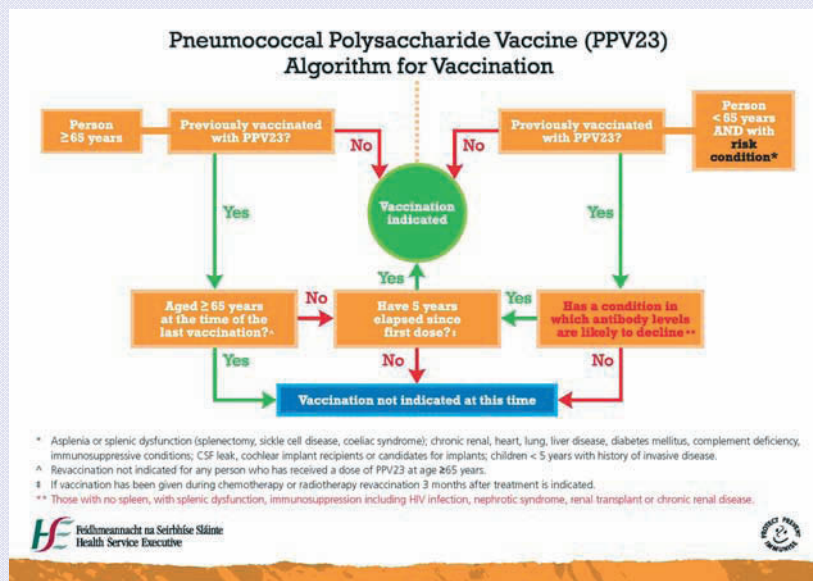 Pneumococcal Polysaccharide Vaccine (PPV23)
Algorithm for Vaccination
Person
≥ 65 years
Previously vaccinated
with PPV23?
No
Yes
Previously vaccinated
with PPV23?
No
Yes
Person
< 65 years
AND with
risk
condition*
Vaccination
indicated
Yes
Aged ≥ 65 years
at the time of the
last vaccination?^
No
Yes
Have 5 years
elapsed since
first dose?‡
No
Yes
Has a condition in
which antibody levels
are likely to decline**
No
Vaccination not indicated at this time
* Asplenia or splenic dysfunction (splenectomy, sickle cell disease, coeliac syndrome); chronic renal, heart, lung, liver disease, diabetes mellitus, complement deficiency,
immunosuppressive conditions; CSF leak, cochlear implant recipients or candidates for implants; children < 5 years with history of invasive disease.
^ Revaccination not indicated for any person who has received a dose of PPV23 at age ≥65 years.
‡ If vaccination has been given during chemotherapy or radiotherapy revaccination 3 months after treatment is indicated.
** Those with no spleen, with splenic dysfunction, immunosuppression including HIV infection, nephrotic syndrome, renal transplant or chronic renal disease.
Feidhmeannacht na Seirbhíse Sláinte
Health Service Executive
PROTECT PREVENT
IMMUNISE